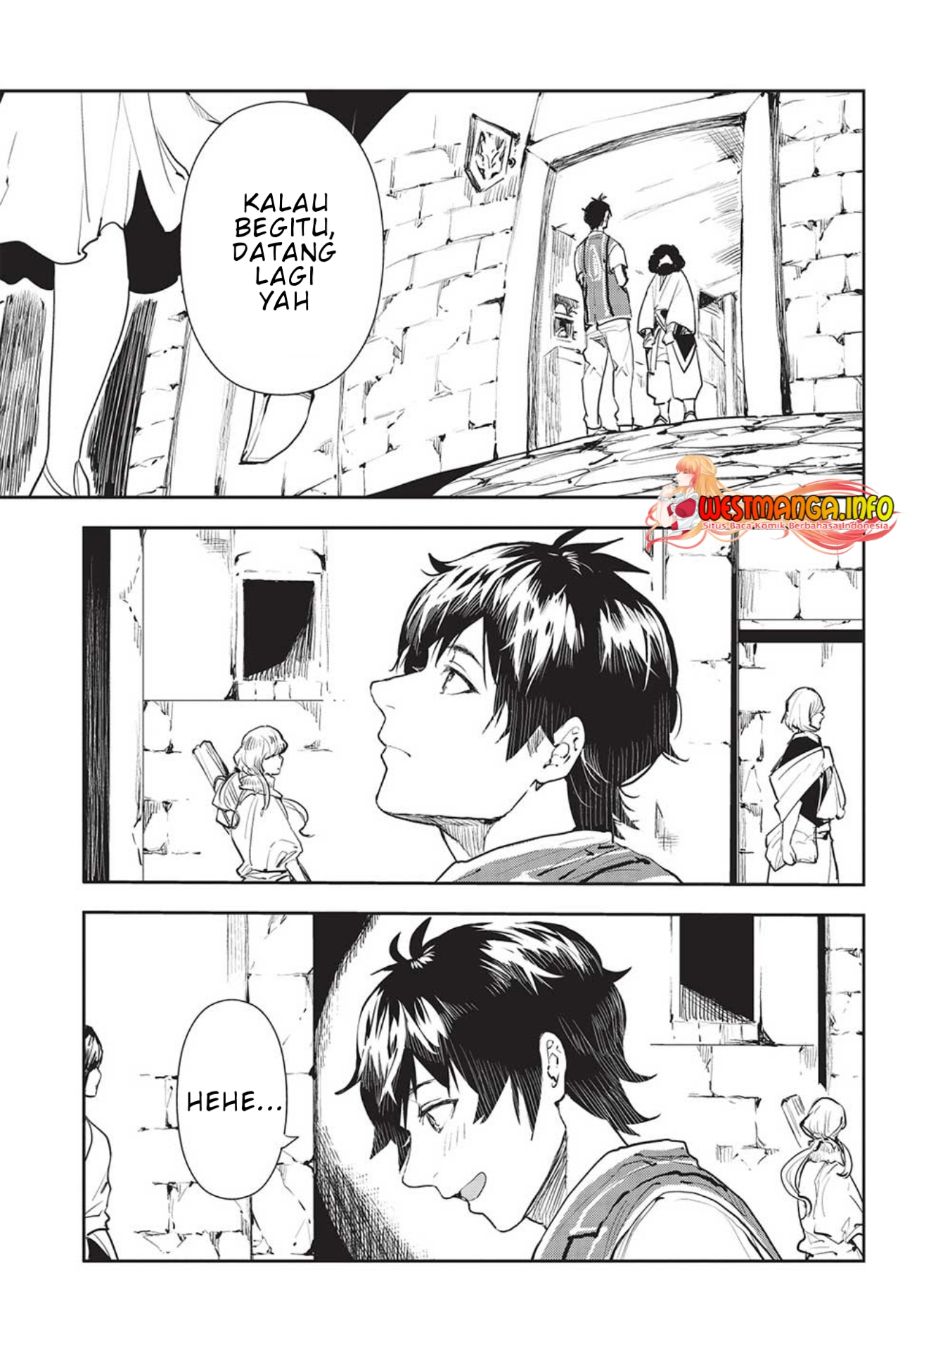 KALAU
BEGITU,
DATANG
LAGI
YAH
WESTMANGA.INFO
Situs Baca Komik Berbahasa Indonesia
HEHE...